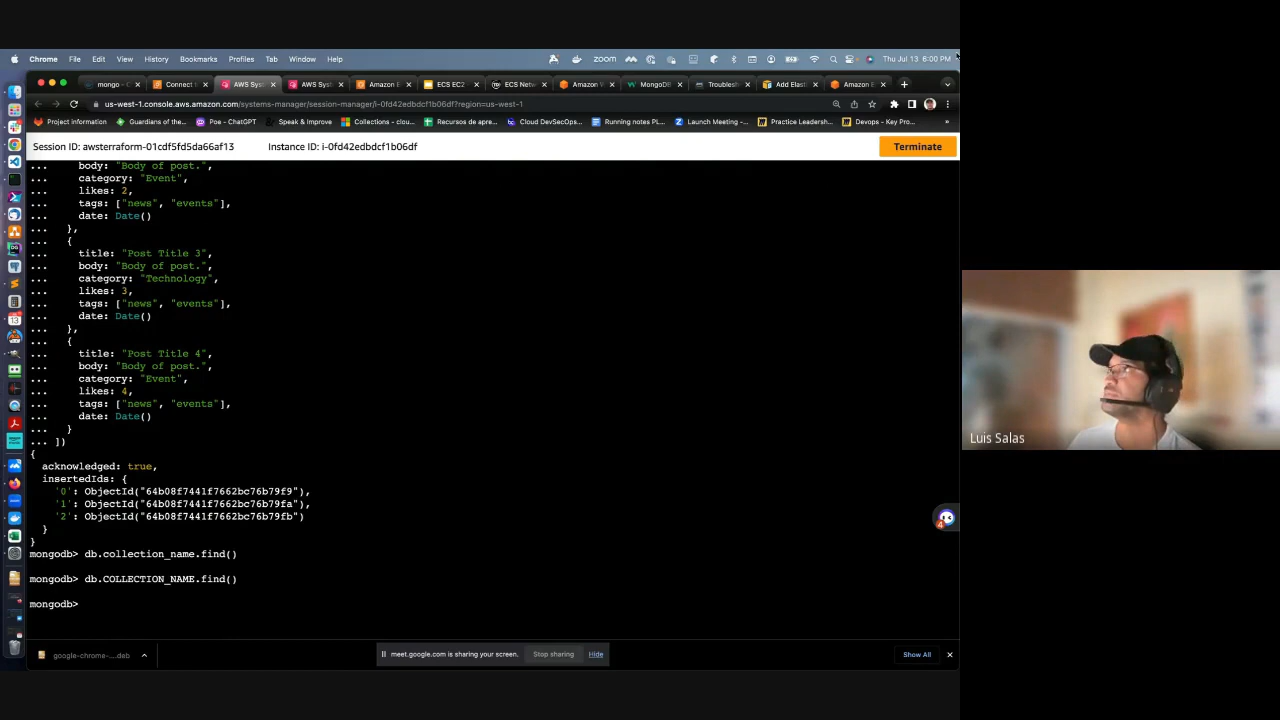 Chrome File Edit View History Bookmarks Profiles Tab Window Help zoom Thu Jul 13 6:00 PM
mongo – C Connect t AWS Syst AWS Syst Amazon E ECS EC2 ECS Netw Amazon V MongoDB Troublesh Add Elast Amazon E
us-west-1.console.aws.amazon.com/systems-manager/session-manager/i-0fd42edbdcf1b06df?region=us-west-1
Project information Guardians of the... Poe - ChatGPT Speak & Improve Collections - clou... Recursos de apre... Cloud DevSecOps... Running notes PL... Launch Meeting -... Practice Leadersh... Devops - Key Pro... »
Session ID: awsterraform-01cdf5fd5da66af13 Instance ID: i-0fd42edbdcf1b06df Terminate
... body: "Body of post.",
... category: "Event",
... likes: 2,
... tags: ["news", "events"],
... date: Date()
... },
... {
... title: "Post Title 3",
... body: "Body of post.",
... category: "Technology",
... likes: 3,
... tags: ["news", "events"],
... date: Date()
... },
... {
... title: "Post Title 4",
... body: "Body of post.",
... category: "Event",
... likes: 4,
... tags: ["news", "events"],
... date: Date()
... }
... ])
{
acknowledged: true,
insertedIds: {
'0': ObjectId("64b08f7441f7662bc76b79f9"),
'1': ObjectId("64b08f7441f7662bc76b79fa"),
'2': ObjectId("64b08f7441f7662bc76b79fb")
}
}
mongodb> db.collection_name.find()
mongodb> db.COLLECTION_NAME.find()
mongodb>
4
Luis Salas
google-chrome-....deb meet.google.com is sharing your screen. Stop sharing Hide Show All